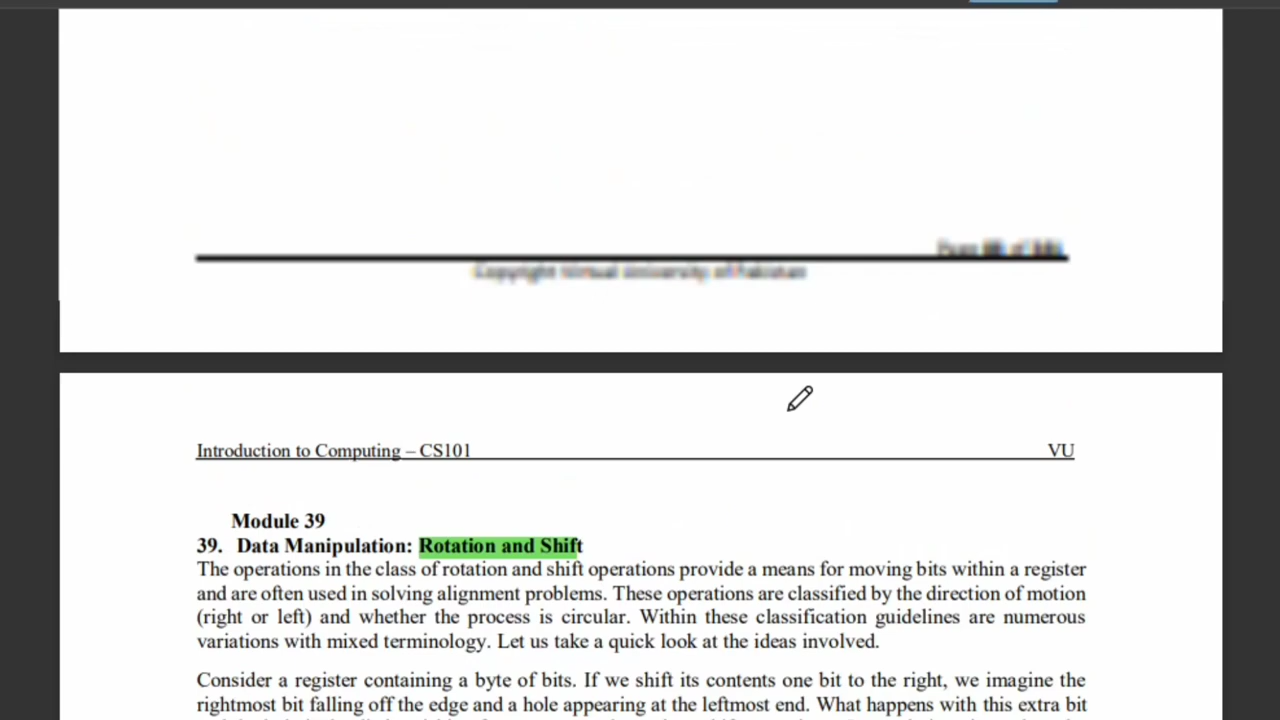 Copyright Virtual University of Pakistan
Introduction to Computing – CS101 VU
Module 39
39. Data Manipulation: Rotation and Shift
The operations in the class of rotation and shift operations provide a means for moving bits within a register
and are often used in solving alignment problems. These operations are classified by the direction of motion
(right or left) and whether the process is circular. Within these classification guidelines are numerous
variations with mixed terminology. Let us take a quick look at the ideas involved.
Consider a register containing a byte of bits. If we shift its contents one bit to the right, we imagine the
rightmost bit falling off the edge and a hole appearing at the leftmost end. What happens with this extra bit